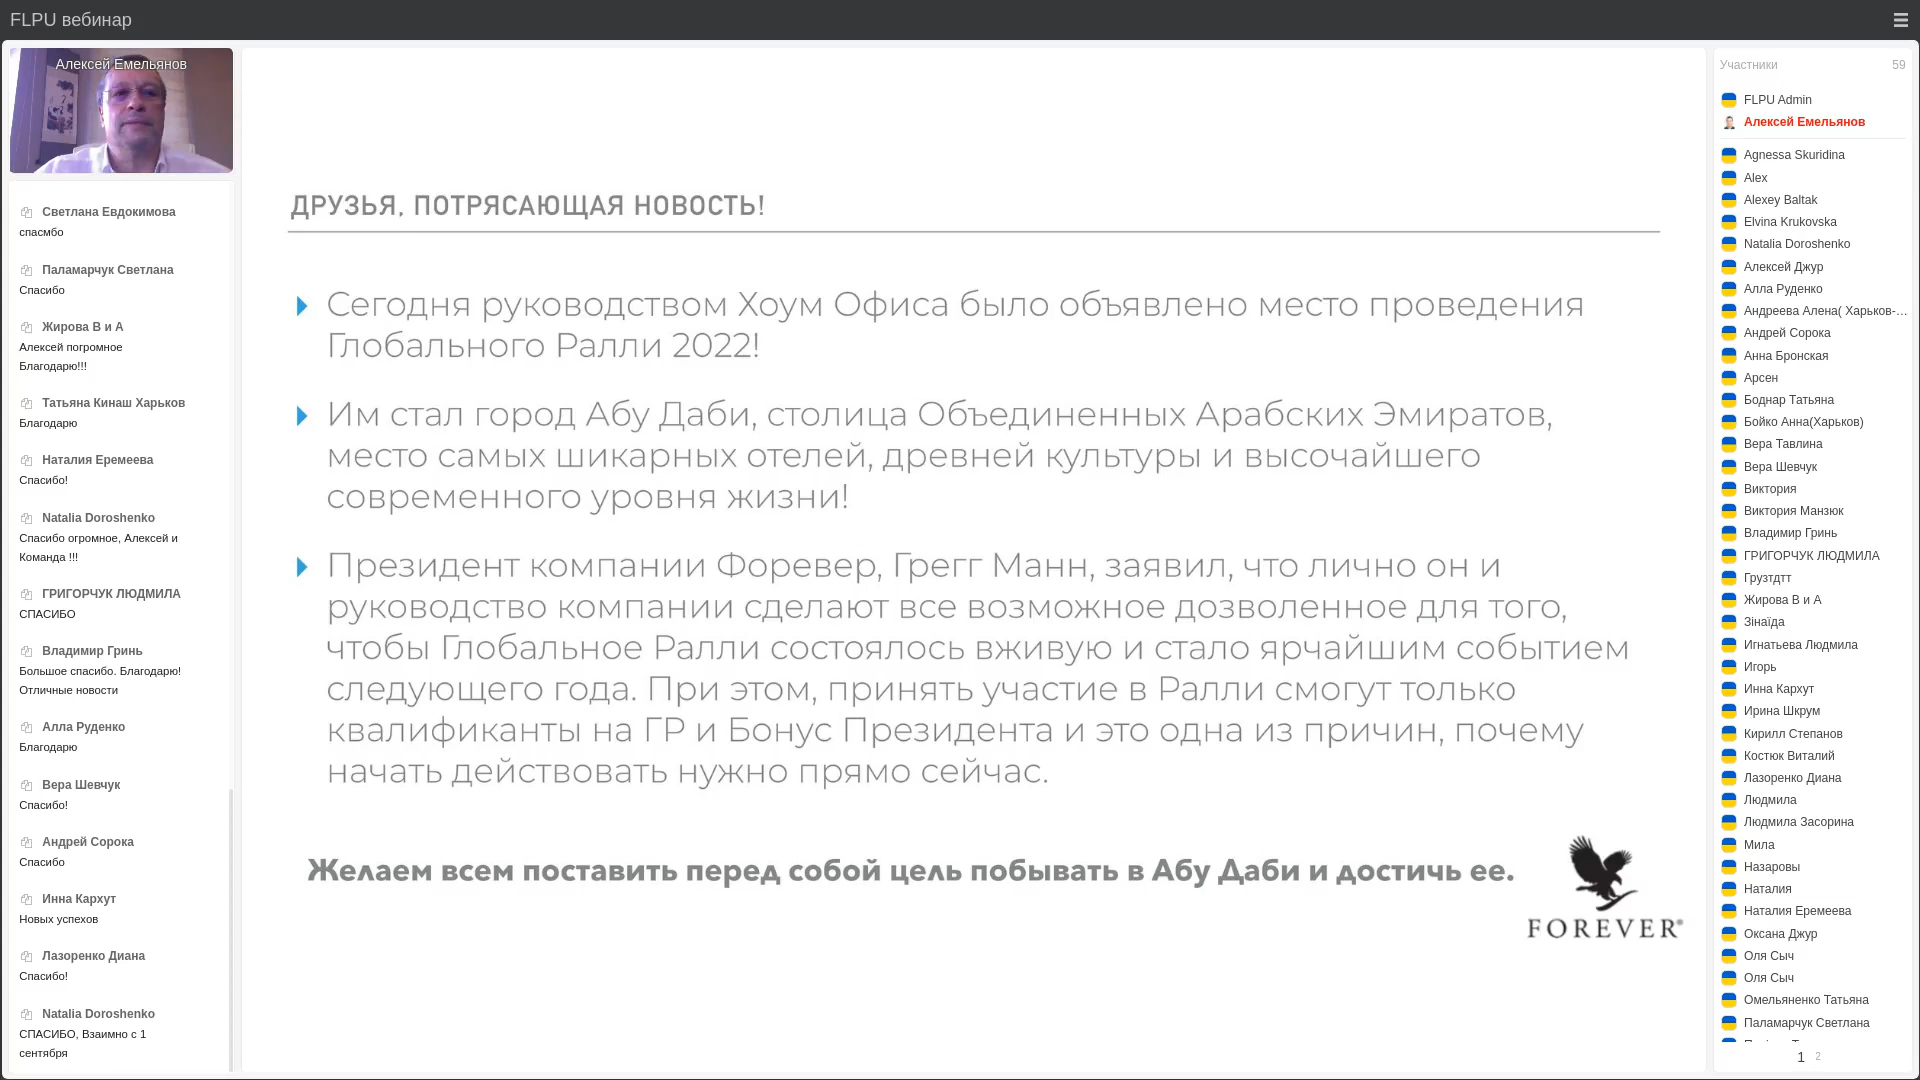 FLPU вебинар
Алексей Емельянов
Светлана Евдокимова
спасмбо
Паламарчук Светлана
Спасибо
Жирова В и А
Алексей погромное
Благодарю!!!
Татьяна Кинаш Харьков
Благодарю
Наталия Еремеева
Спасибо!
Natalia Doroshenko
Спасибо огромное, Алексей и
Команда !!!
ГРИГОРЧУК ЛЮДМИЛА
СПАСИБО
Владимир Гринь
Большое спасибо. Благодарю!
Отличные новости
Алла Руденко
Благодарю
Вера Шевчук
Спасибо!
Андрей Сорока
Спасибо
Инна Кархут
Новых успехов
Лазоренко Диана
Спасибо!
Natalia Doroshenko
СПАСИБО, Взаимно с 1
сентября
ДРУЗЬЯ, ПОТРЯСАЮЩАЯ НОВОСТЬ!
Сегодня руководством Хоум Офиса было объявлено место проведения
Глобального Ралли 2022!
Им стал город Абу Даби, столица Объединенных Арабских Эмиратов,
место самых шикарных отелей, древней культуры и высочайшего
современного уровня жизни!
Президент компании Форевер, Грегг Манн, заявил, что лично он и
руководство компании сделают все возможное дозволенное для того,
чтобы Глобальное Ралли состоялось вживую и стало ярчайшим событием
следующего года. При этом, принять участие в Ралли смогут только
квалификанты на ГР и Бонус Президента и это одна из причин, почему
начать действовать нужно прямо сейчас.
Желаем всем поставить перед собой цель побывать в Абу Даби и достичь ее.
FOREVER®
Участники 59
FLPU Admin
Алексей Емельянов
Agnessa Skuridina
Alex
Alexey Baltak
Elvina Krukovska
Natalia Doroshenko
Алексей Джур
Алла Руденко
Андреева Алена( Харьков-...
Андрей Сорока
Анна Бронская
Арсен
Боднар Татьяна
Бойко Анна(Харьков)
Вера Тавлина
Вера Шевчук
Виктория
Виктория Манзюк
Владимир Гринь
ГРИГОРЧУК ЛЮДМИЛА
Груздтт
Жирова В и А
Зінаїда
Игнатьева Людмила
Игорь
Инна Кархут
Ирина Шкрум
Кирилл Степанов
Костюк Виталий
Лазоренко Диана
Людмила
Людмила Засорина
Мила
Назаровы
Наталия
Наталия Еремеева
Оксана Джур
Оля Сыч
Оля Сыч
Омельяненко Татьяна
Паламарчук Светлана
1 2